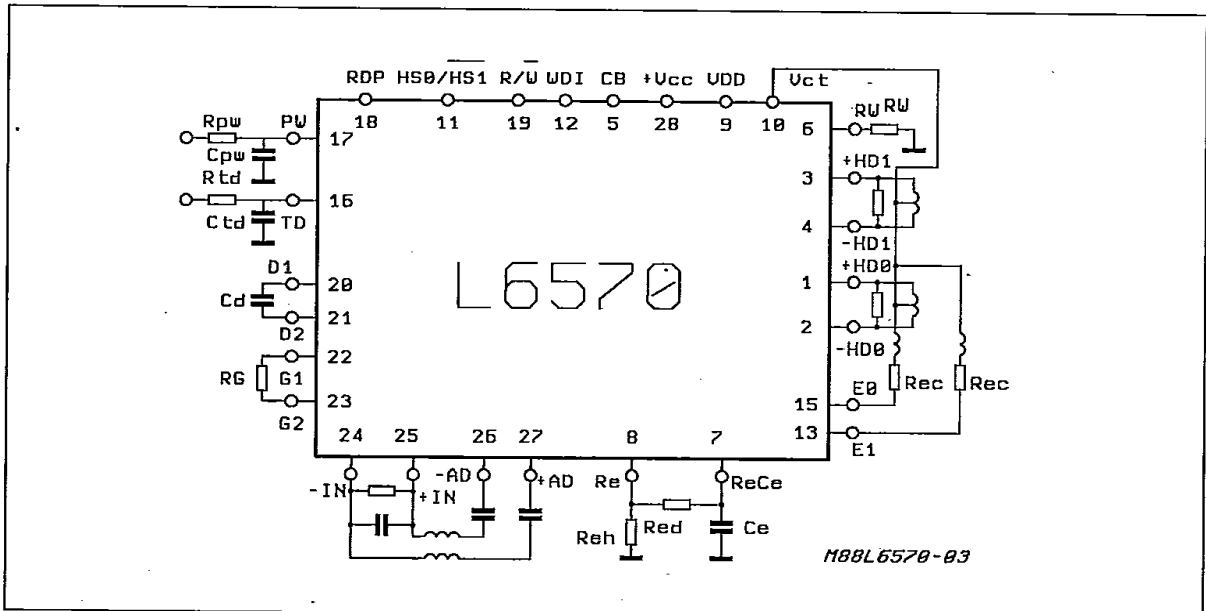 RDP HS0/HS1 R/W WDI CB +Vcc VDD Vct
18 11 19 12 5 28 9 10
Rpw PW 17
Cpw
Rtd
16
Ctd TD
D1
20
Cd
21
D2
22
RG G1
23
G2
6 RW RW
+HD1
3
4
-HD1
+HD0
1
2
-HD0
Rec Rec
E0
15
13
E1
L6570
24 25 26 27 8 7
-IN +IN -AD +AD Re ReCe
Reh Red Ce
M88L6570-03